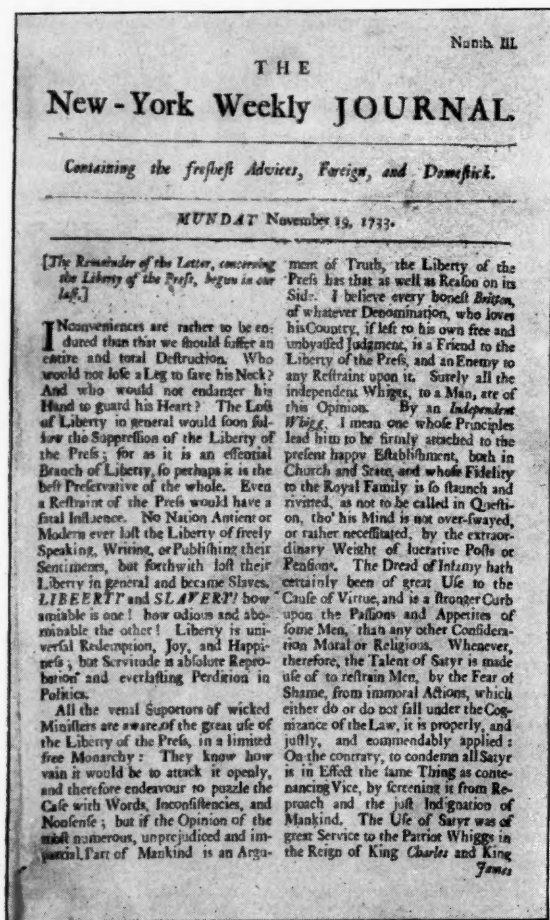 Numb. III.
THE
New-York Weekly JOURNAL.
Containing the freſheſt Advices, Foreign, and Domeſtick.
MUNDAY November 19, 1733.
[The Remainder of the Letter, concerning
the Liberty of the Preſs, begun in our
laſt.]
INconveniences are rather to be en-
dured than that we ſhould ſuffer an
entire and total Deſtruction. Who
would not loſe a Leg to ſave his Neck?
And who would not endanger his
Hand to guard his Heart? The Loſs
of Liberty in general would ſoon fol-
low the Suppreſſion of the Liberty of
the Preſs; for as it is an eſſential
Branch of Liberty, ſo perhaps it is the
beſt Preſervative of the whole. Even
a Reſtraint of the Preſs would have a
fatal Influence. No Nation Antient or
Modern ever loſt the Liberty of freely
Speaking, Writing, or Publiſhing their
Sentiments, but forthwith loſt their
Liberty in general and became Slaves.
LIBEERTY and SLAVERY! how
amiable is one! how odious and abo-
minable the other! Liberty is uni-
verſal Redemption, Joy, and Happi-
neſs; but Servitude is abſolute Repro-
bation and everlaſting Perdition in
Politics.
All the venal Suportors of wicked
Miniſters are aware of the great uſe of
the Liberty of the Preſs, in a limited
free Monarchy: They know how
vain it would be to attack it openly,
and therefore endeavour to puzzle the
Caſe with Words, Inconſiſtencies, and
Nonſenſe; but if the Opinion of the
moſt numerous, unprejudiced and im-
partial Part of Mankind is an Argu-
ment of Truth, the Liberty of the
Preſs has that as well as Reaſon on its
Side. I believe every honeſt Britton,
of whatever Denomination, who loves
his Country, if left to his own free and
unbyaſſed Judgment, is a Friend to the
Liberty of the Preſs, and an Enemy to
any Reſtraint upon it. Surely all the
independent Whiggs, to a Man, are of
this Opinion. By an Independent
Whigg, I mean one whoſe Principles
lead him to be firmly attached to the
preſent happy Eſtabliſhment, both in
Church and State, and whoſe Fidelity
to the Royal Family is ſo ſtaunch and
rivitted, as not to be called in Queſti-
on, tho' his Mind is not over-ſwayed,
or rather neceſſitated, by the extraor-
dinary Weight of lucrative Poſts or
Penſions. The Dread of Infamy hath
certainly been of great Uſe to the
Cauſe of Virtue, and is a ſtronger Curb
upon the Paſſions and Appetites of
ſome Men, than any other Conſidera-
tion Moral or Religious. Whenever,
therefore, the Talent of Satyr is made
uſe of to reſtrain Men, by the Fear of
Shame, from immoral Actions, which
either do or do not fall under the Cog-
nizance of the Law, it is properly, and
juſtly, and commendably applied:
On the contrary, to condemn all Satyr
is in Effect the ſame Thing as conte-
nancing Vice, by ſcreening it from Re-
proach and the juſt Indignation of
Mankind. The Uſe of Satyr was of
great Service to the Patriot Whiggs in
the Reign of King Charles and King
James